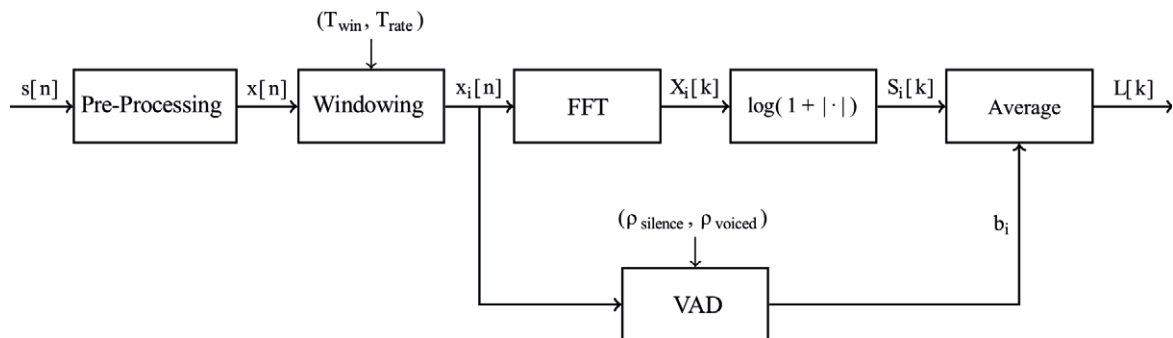 (T_win, T_rate)
s[n] Pre-Processing x[n] Windowing x_i[n] FFT X_i[k] log(1+|·|) S_i[k] Average L[k]
(ρ_silence, ρ_voiced)
b_i
VAD